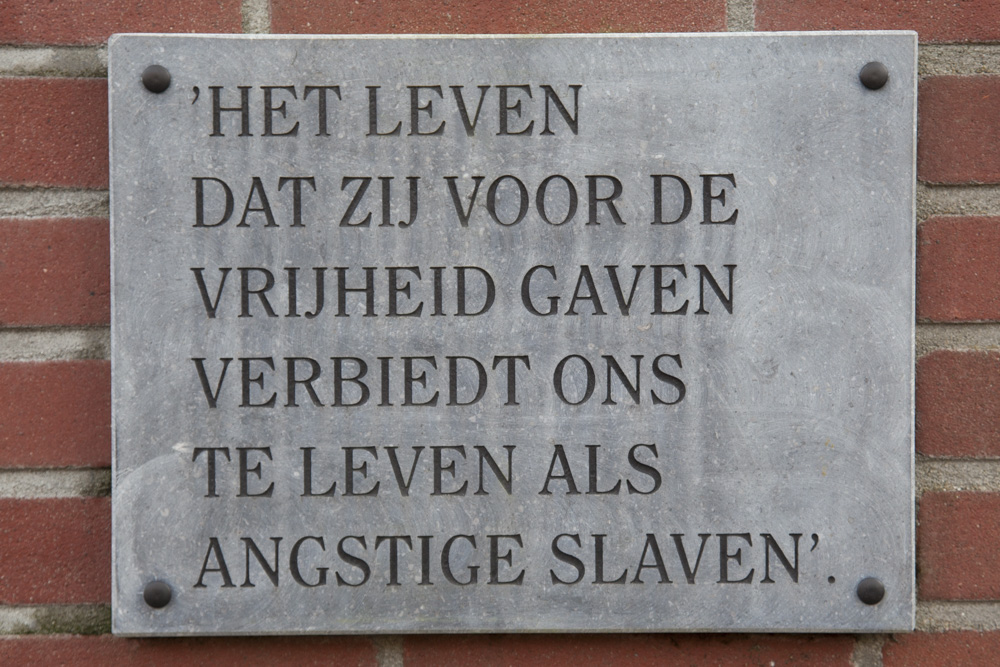 ’HET LEVEN
DAT ZIJ VOOR DE
VRIJHEID GAVEN
VERBIEDT ONS
TE LEVEN ALS
ANGSTIGE SLAVEN’.